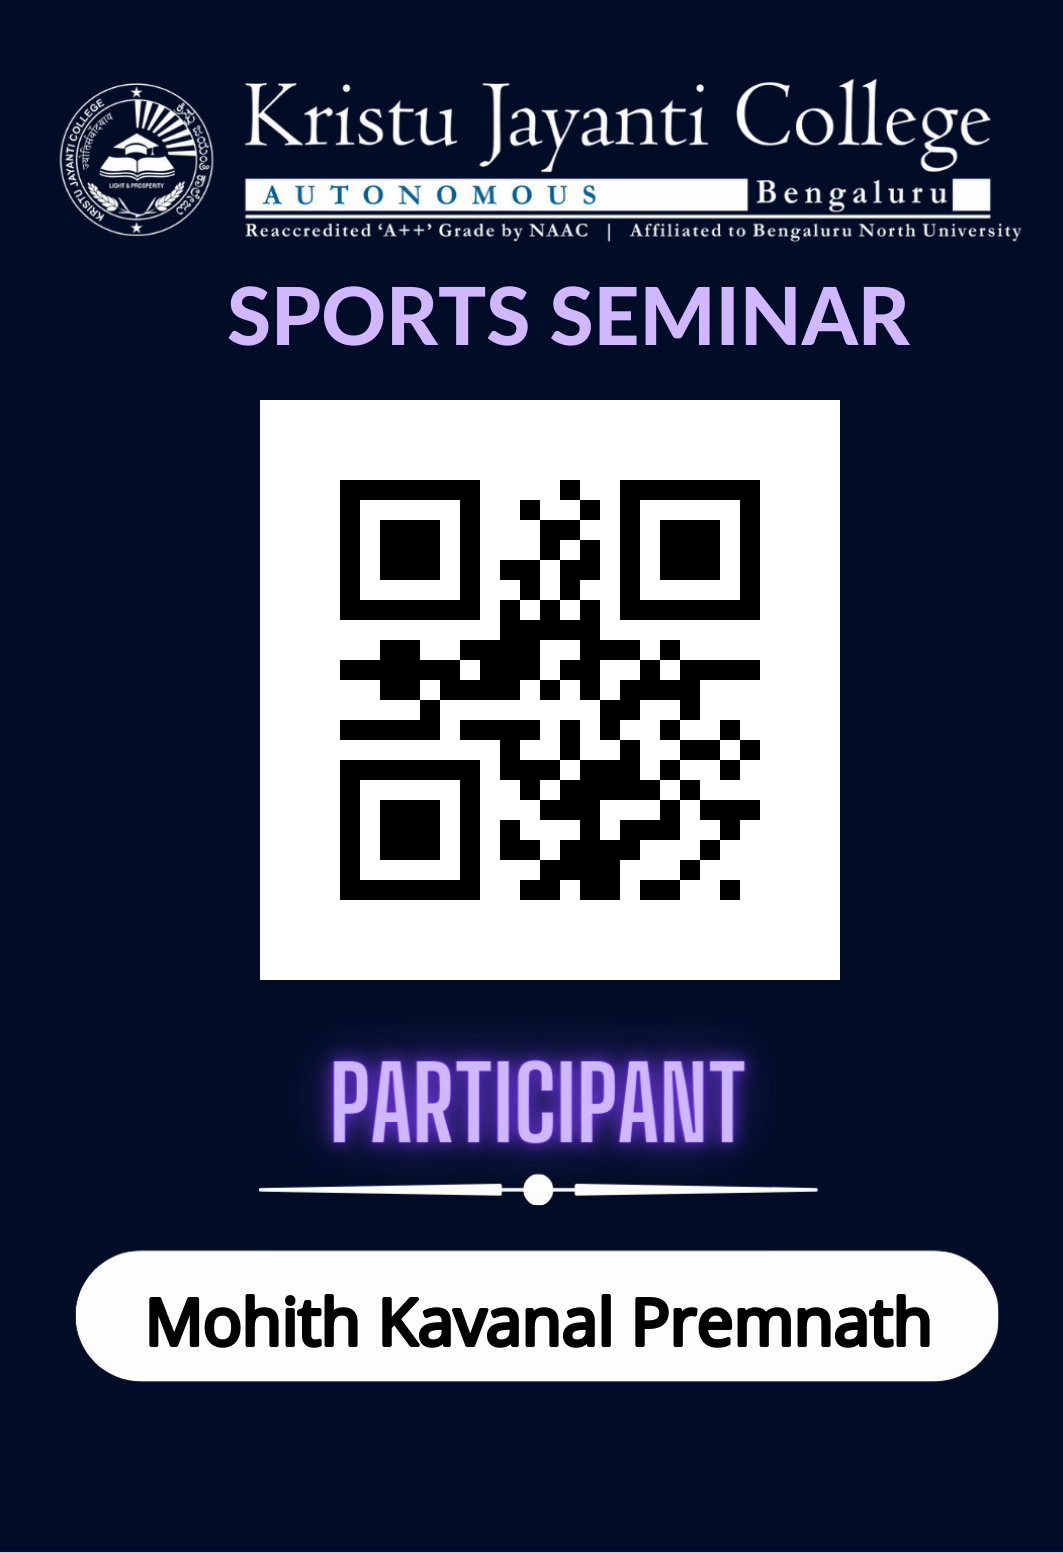 KRISTU JAYANTI COLLEGE
LIGHT & PROSPERITY
Kristu Jayanti College
AUTONOMOUS Bengaluru
Reaccredited ‘A++’ Grade by NAAC | Affiliated to Bengaluru North University
SPORTS SEMINAR
PARTICIPANT
Mohith Kavanal Premnath